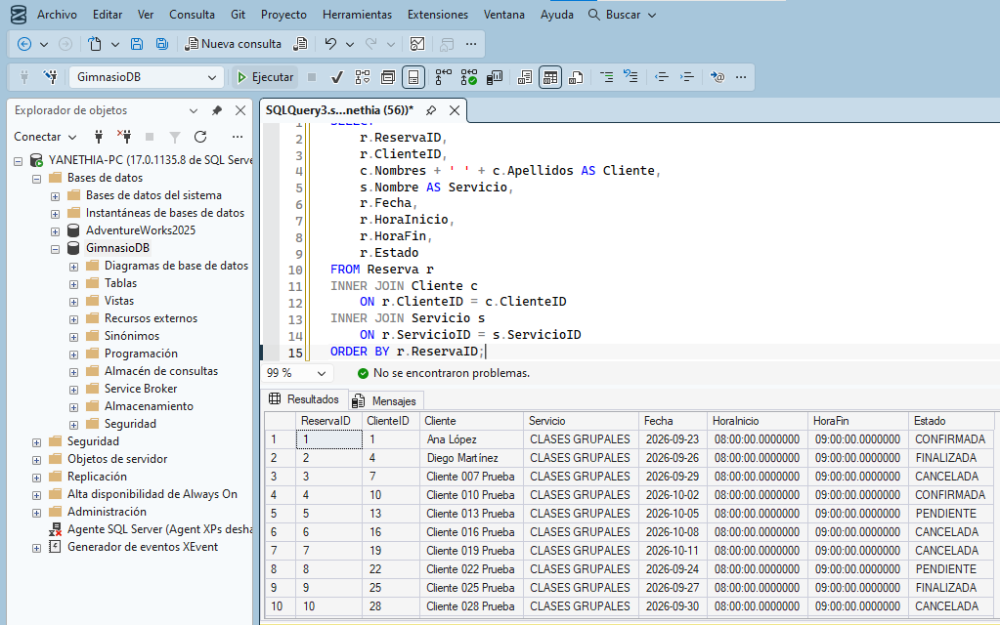 Archivo Editar Ver Consulta Git Proyecto Herramientas Extensiones Ventana Ayuda Buscar
Nueva consulta
GimnasioDB Ejecutar
Explorador de objetos
Conectar
YANETHIA-PC (17.0.1135.8 de SQL Serve
Bases de datos
Bases de datos del sistema
Instantáneas de bases de datos
AdventureWorks2025
GimnasioDB
Diagramas de base de datos
Tablas
Vistas
Recursos externos
Sinónimos
Programación
Almacén de consultas
Service Broker
Almacenamiento
Seguridad
Seguridad
Objetos de servidor
Replicación
Alta disponibilidad de Always On
Administración
Agente SQL Server (Agent XPs desha
Generador de eventos XEvent
SQLQuery3.s...nethia (56))*
1 SELECT
2 r.ReservaID,
3 r.ClienteID,
4 c.Nombres + ' ' + c.Apellidos AS Cliente,
5 s.Nombre AS Servicio,
6 r.Fecha,
7 r.HoraInicio,
8 r.HoraFin,
9 r.Estado
10 FROM Reserva r
11 INNER JOIN Cliente c
12 ON r.ClienteID = c.ClienteID
13 INNER JOIN Servicio s
14 ON r.ServicioID = s.ServicioID
15 ORDER BY r.ReservaID;
99 % No se encontraron problemas.
Resultados Mensajes
ReservaID ClienteID Cliente Servicio Fecha HoraInicio HoraFin Estado
1 1 1 Ana López CLASES GRUPALES 2026-09-23 08:00:00.0000000 09:00:00.0000000 CONFIRMADA
2 2 4 Diego Martínez CLASES GRUPALES 2026-09-26 08:00:00.0000000 09:00:00.0000000 FINALIZADA
3 3 7 Cliente 007 Prueba CLASES GRUPALES 2026-09-29 08:00:00.0000000 09:00:00.0000000 CANCELADA
4 4 10 Cliente 010 Prueba CLASES GRUPALES 2026-10-02 08:00:00.0000000 09:00:00.0000000 CONFIRMADA
5 5 13 Cliente 013 Prueba CLASES GRUPALES 2026-10-05 08:00:00.0000000 09:00:00.0000000 PENDIENTE
6 6 16 Cliente 016 Prueba CLASES GRUPALES 2026-10-08 08:00:00.0000000 09:00:00.0000000 CANCELADA
7 7 19 Cliente 019 Prueba CLASES GRUPALES 2026-10-11 08:00:00.0000000 09:00:00.0000000 CANCELADA
8 8 22 Cliente 022 Prueba CLASES GRUPALES 2026-09-24 08:00:00.0000000 09:00:00.0000000 PENDIENTE
9 9 25 Cliente 025 Prueba CLASES GRUPALES 2026-09-27 08:00:00.0000000 09:00:00.0000000 FINALIZADA
10 10 28 Cliente 028 Prueba CLASES GRUPALES 2026-09-30 08:00:00.0000000 09:00:00.0000000 CANCELADA